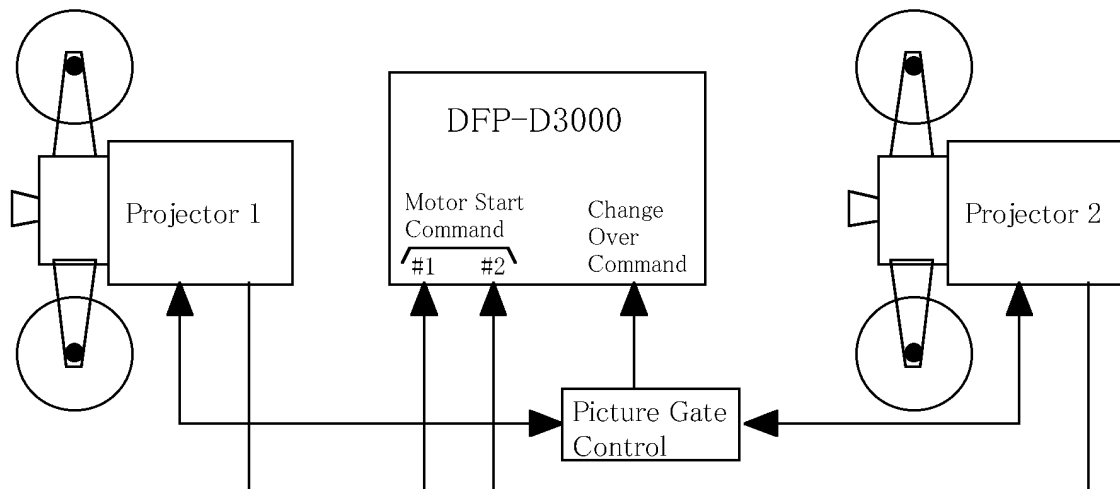 DFP-D3000
Projector 1
Motor Start
Command
#1 #2
Change
Over
Command
Projector 2
Picture Gate
Control